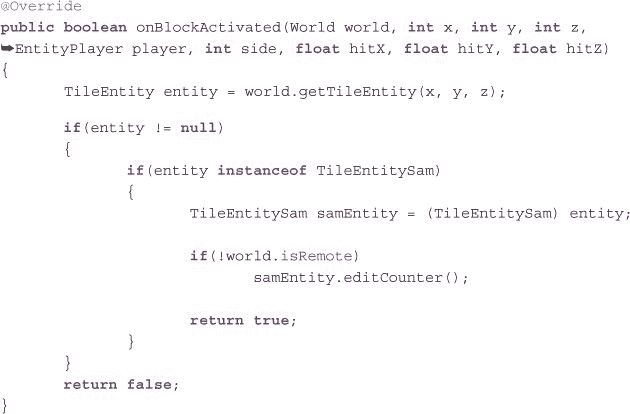 @Override
public boolean onBlockActivated(World world, int x, int y, int z,
➥EntityPlayer player, int side, float hitX, float hitY, float hitZ)
{
TileEntity entity = world.getTileEntity(x, y, z);
if(entity != null)
{
if(entity instanceof TileEntitySam)
{
TileEntitySam samEntity = (TileEntitySam) entity;
if(!world.isRemote)
samEntity.editCounter();
return true;
}
}
return false;
}